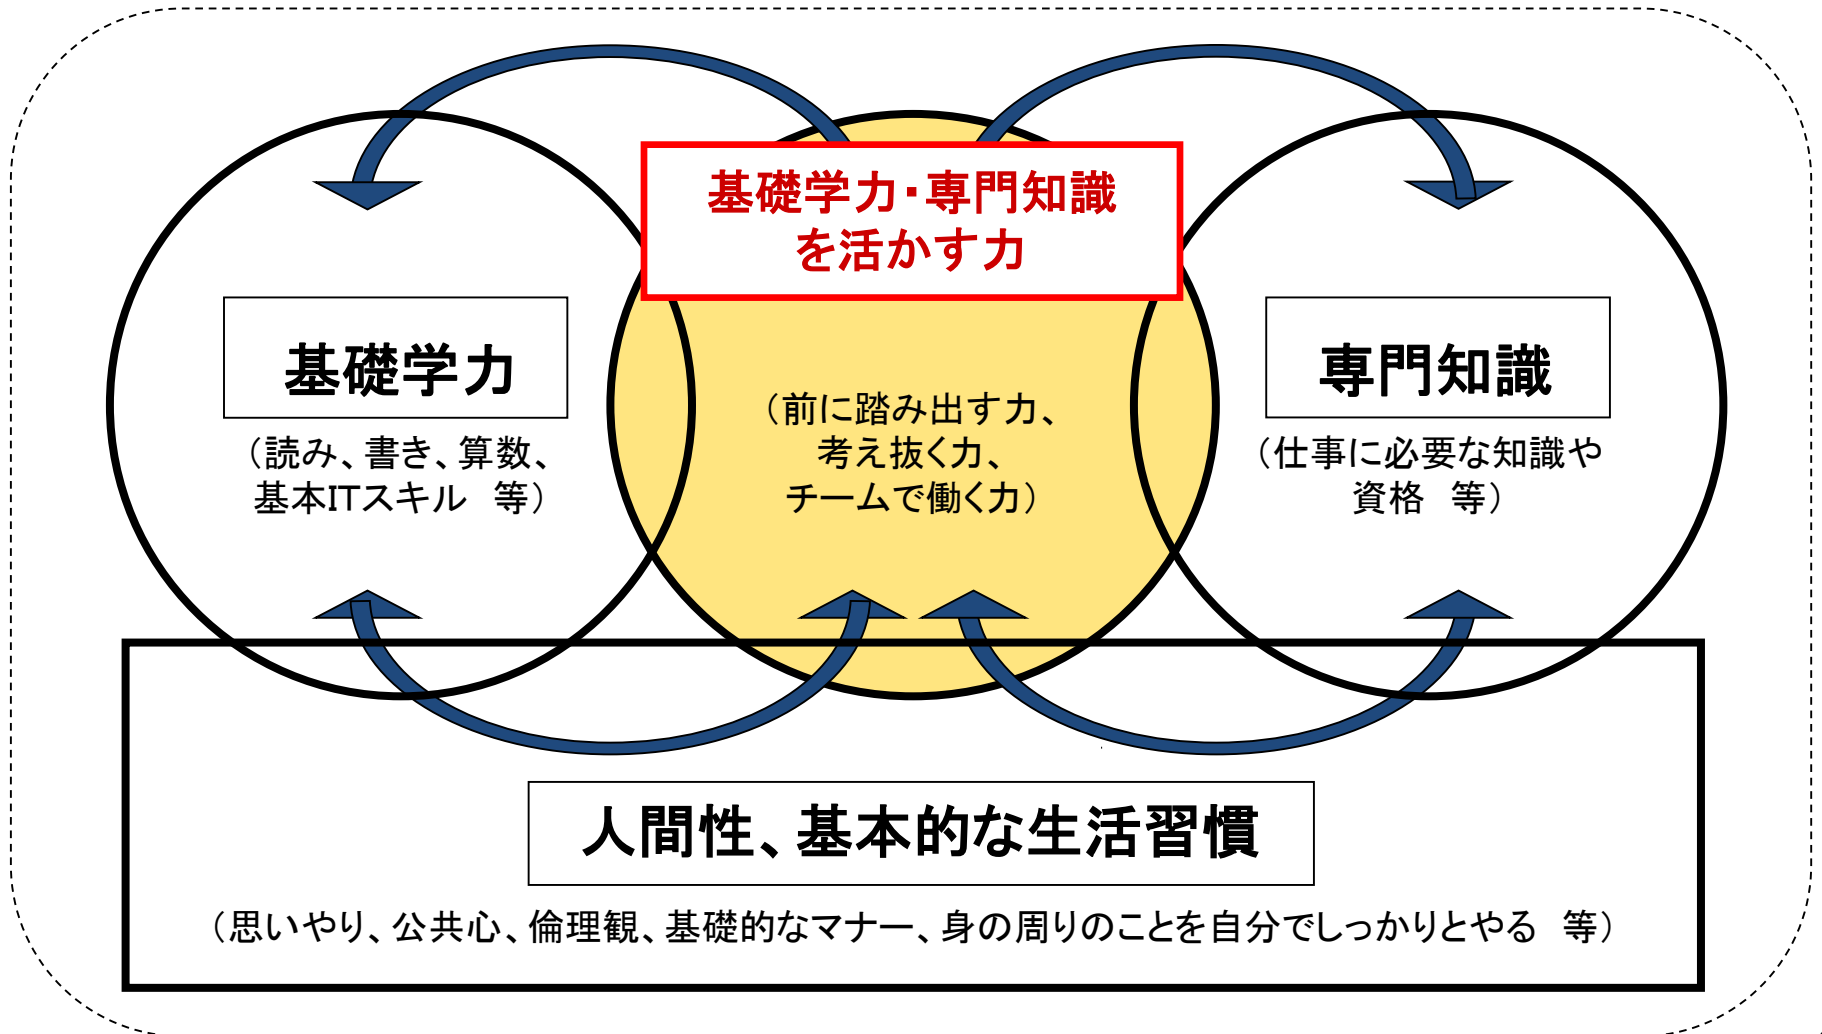 基礎学力・専門知識
を活かす力
基礎学力
（読み、書き、算数、
基本ITスキル　等）
（前に踏み出す力、
考え抜く力、
チームで働く力）
専門知識
（仕事に必要な知識や
資格　等）
人間性、基本的な生活習慣
（思いやり、公共心、倫理観、基礎的なマナー、身の周りのことを自分でしっかりとやる　等）